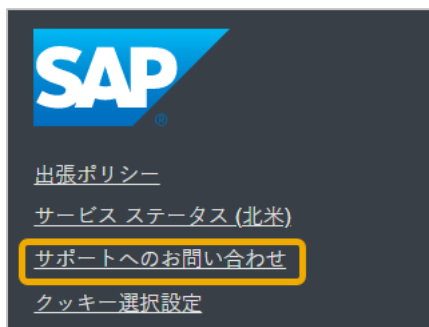 SAP
®
出張ポリシー
サービス ステータス (北米)
サポートへのお問い合わせ
クッキー選択設定